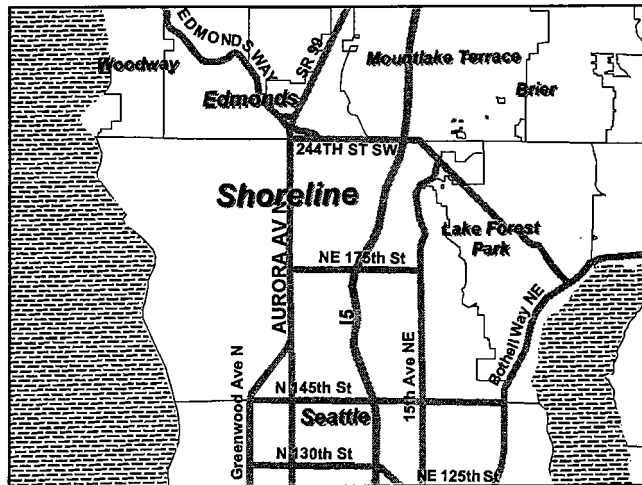 EDMONDS WAY
SR 99
Mountlake Terrace
Woodway
Brier
Edmonds
244TH ST SW
Shoreline
AURORA AV N
Lake Forest
Park
NE 175th St
I5
Bothell Way NE
Greenwood Ave N
N 145th St
15th Ave NE
Seattle
N 130th St
NE 125th St